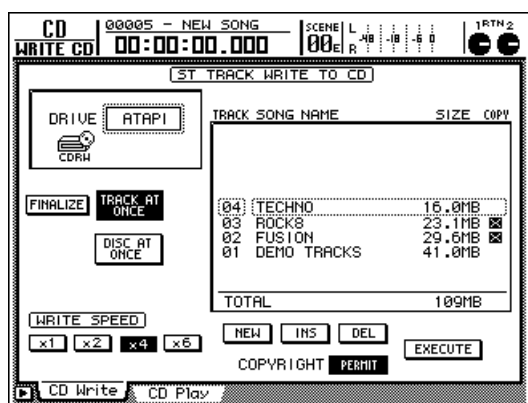 CD
WRITE CD
00005 - NEW SONG
00:00:00.000
SCENE
00E
L
R -48 -18 -6 0
1RTN2
ST TRACK WRITE TO CD
DRIVE ATAPI
CDRW
TRACK SONG NAME SIZE COPY
FINALIZE
TRACK AT
ONCE
DISC AT
ONCE
04 TECHNO 16.0MB
03 ROCK8 23.1MB
02 FUSION 29.6MB
01 DEMO TRACKS 41.0MB
TOTAL 109MB
WRITE SPEED
x1 x2 x4 x6
NEW INS DEL
EXECUTE
COPYRIGHT PERMIT
CD Write CD Play